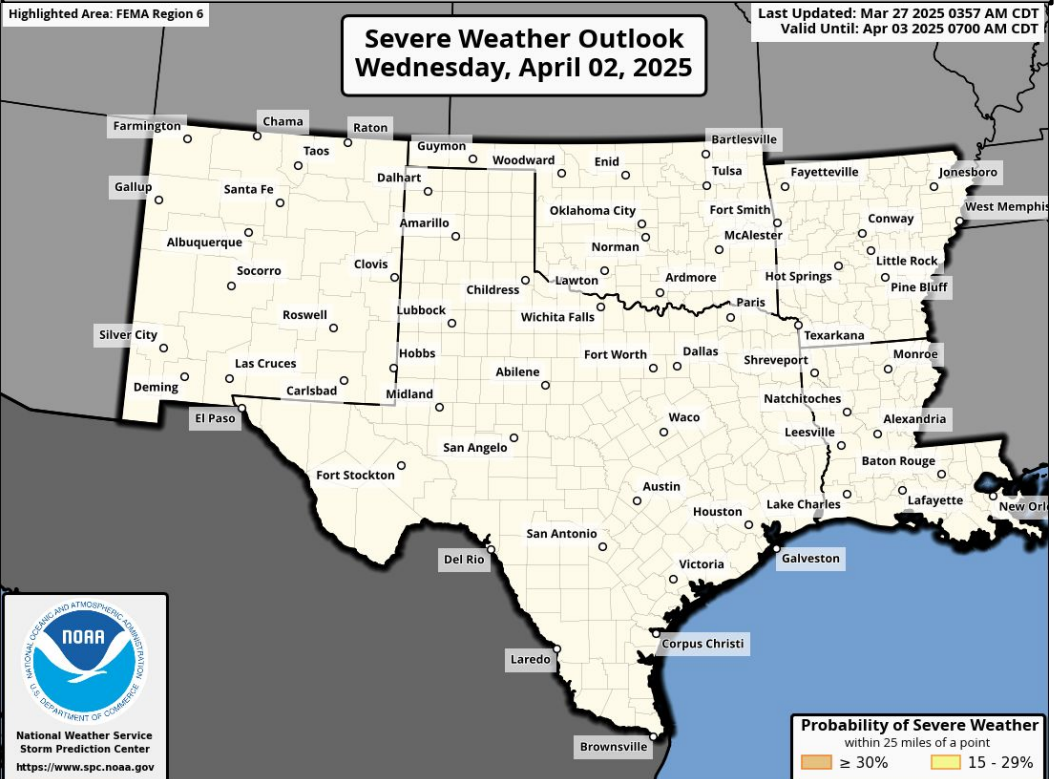 Highlighted Area: FEMA Region 6
Last Updated: Mar 27 2025 0357 AM CDT
Valid Until: Apr 03 2025 0700 AM CDT
Severe Weather Outlook
Wednesday, April 02, 2025
Farmington
Chama
Raton
Taos
Guymon
Woodward
Enid
Bartlesville
Tulsa
Fayetteville
Jonesboro
Gallup
Santa Fe
Dalhart
Amarillo
Oklahoma City
Fort Smith
West Memphis
Albuquerque
Norman
McAlester
Conway
Little Rock
Socorro
Clovis
Childress
Lawton
Ardmore
Hot Springs
Pine Bluff
Roswell
Lubbock
Wichita Falls
Paris
Texarkana
Silver City
Las Cruces
Hobbs
Fort Worth
Dallas
Shreveport
Monroe
Deming
Carlsbad
Midland
Abilene
Natchitoches
El Paso
San Angelo
Waco
Leesville
Alexandria
Fort Stockton
Austin
Houston
Lake Charles
Baton Rouge
Lafayette
New Orl
Del Rio
San Antonio
Victoria
Galveston
Laredo
Corpus Christi
Brownsville
NATIONAL OCEANIC AND ATMOSPHERIC ADMINISTRATION
NOAA
U.S. DEPARTMENT OF COMMERCE
National Weather Service
Storm Prediction Center
https://www.spc.noaa.gov
Probability of Severe Weather
within 25 miles of a point
≥ 30%
15 - 29%